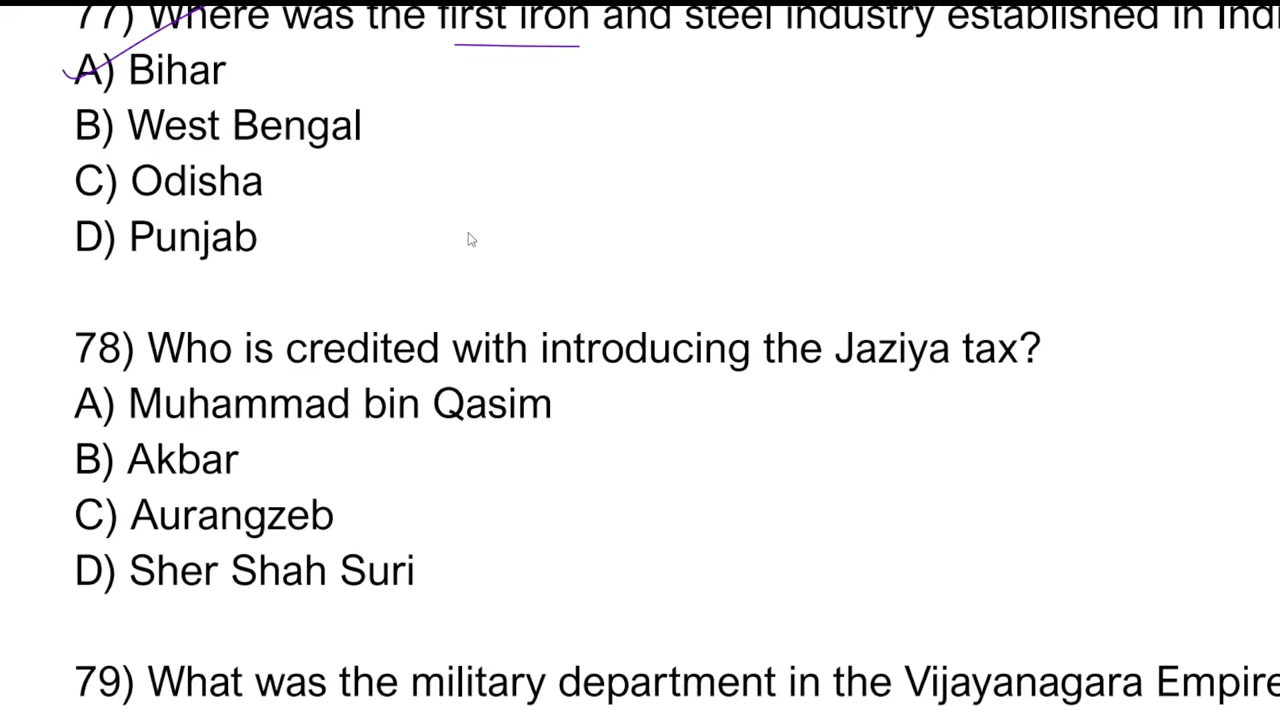 77) Where was the first iron and steel industry established in Indi
A) Bihar
B) West Bengal
C) Odisha
D) Punjab
78) Who is credited with introducing the Jaziya tax?
A) Muhammad bin Qasim
B) Akbar
C) Aurangzeb
D) Sher Shah Suri
79) What was the military department in the Vijayanagara Empire